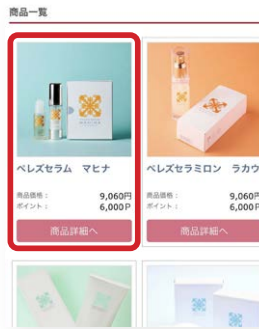 商品一覧
ペレズセラム　マヒナ
商品価格：　9,060円
ポイント：　6,000P
商品詳細へ
ペレズセラミロン　ラカウ
商品価格：　9,060円
ポイント：　6,000P
商品詳細へ